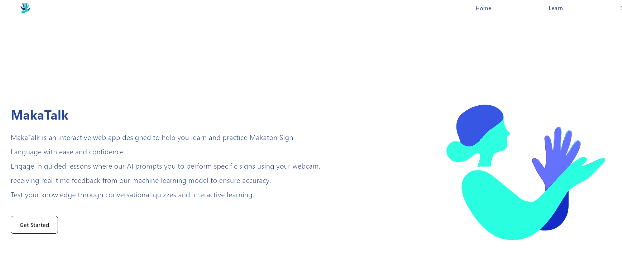 Home Learn
MakaTalk
MakaTalk is an interactive web app designed to help you learn and practice Makaton Sign
Language with ease and confidence.
Engage in guided lessons where our AI prompts you to perform specific signs using your webcam,
receiving real-time feedback from our machine learning model to ensure accuracy.
Test your knowledge through conversational quizzes and interactive learning.
Get Started